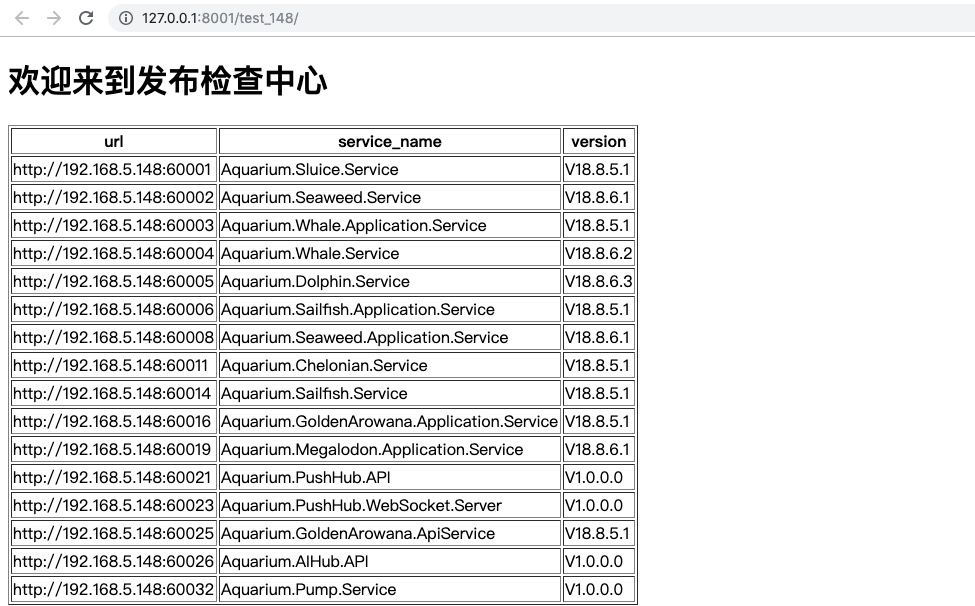 127.0.0.1:8001/test_148/
欢迎来到发布检查中心
url service_name version
http://192.168.5.148:60001 Aquarium.Sluice.Service V18.8.5.1
http://192.168.5.148:60002 Aquarium.Seaweed.Service V18.8.6.1
http://192.168.5.148:60003 Aquarium.Whale.Application.Service V18.8.5.1
http://192.168.5.148:60004 Aquarium.Whale.Service V18.8.6.2
http://192.168.5.148:60005 Aquarium.Dolphin.Service V18.8.6.3
http://192.168.5.148:60006 Aquarium.Sailfish.Application.Service V18.8.5.1
http://192.168.5.148:60008 Aquarium.Seaweed.Application.Service V18.8.6.1
http://192.168.5.148:60011 Aquarium.Chelonian.Service V18.8.5.1
http://192.168.5.148:60014 Aquarium.Sailfish.Service V18.8.5.1
http://192.168.5.148:60016 Aquarium.GoldenArowana.Application.Service V18.8.5.1
http://192.168.5.148:60019 Aquarium.Megalodon.Application.Service V18.8.6.1
http://192.168.5.148:60021 Aquarium.PushHub.API V1.0.0.0
http://192.168.5.148:60023 Aquarium.PushHub.WebSocket.Server V1.0.0.0
http://192.168.5.148:60025 Aquarium.GoldenArowana.ApiService V18.8.5.1
http://192.168.5.148:60026 Aquarium.AIHub.API V1.0.0.0
http://192.168.5.148:60032 Aquarium.Pump.Service V1.0.0.0